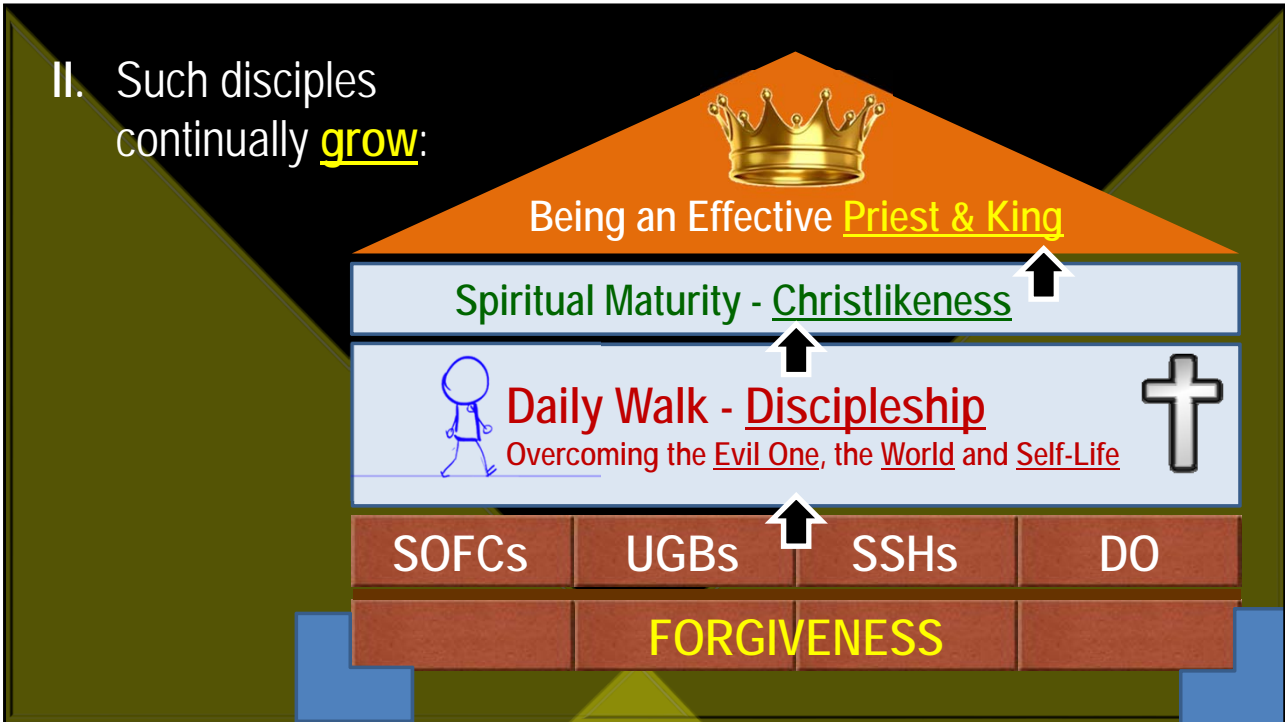 II. Such disciples
continually grow:
Being an Effective Priest & King
Spiritual Maturity - Christlikeness
Daily Walk - Discipleship
Overcoming the Evil One, the World and Self-Life
SOFCs UGBs SSHs DO
FORGIVENESS